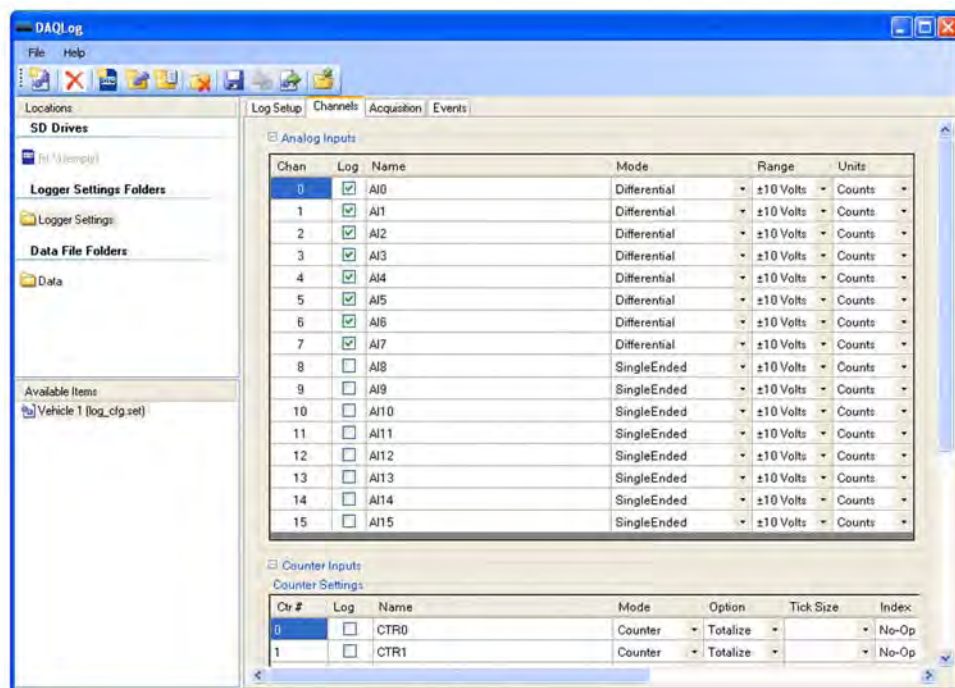 DAQLog
File Help
Locations
SD Drives
Logger Settings Folders
Logger Settings
Data File Folders
Data
Available Items
Vehicle 1 (log_cfg.set)
Log Setup Channels Acquisition Events
Analog Inputs
Chan Log Name Mode Range Units
0 AI0 Differential ±10 Volts Counts
1 AI1 Differential ±10 Volts Counts
2 AI2 Differential ±10 Volts Counts
3 AI3 Differential ±10 Volts Counts
4 AI4 Differential ±10 Volts Counts
5 AI5 Differential ±10 Volts Counts
6 AI6 Differential ±10 Volts Counts
7 AI7 Differential ±10 Volts Counts
8 AI8 SingleEnded ±10 Volts Counts
9 AI9 SingleEnded ±10 Volts Counts
10 AI10 SingleEnded ±10 Volts Counts
11 AI11 SingleEnded ±10 Volts Counts
12 AI12 SingleEnded ±10 Volts Counts
13 AI13 SingleEnded ±10 Volts Counts
14 AI14 SingleEnded ±10 Volts Counts
15 AI15 SingleEnded ±10 Volts Counts
Counter Inputs
Counter Settings
Ctr # Log Name Mode Option Tick Size Index
0 CTR0 Counter Totalize No-Op
1 CTR1 Counter Totalize No-Op